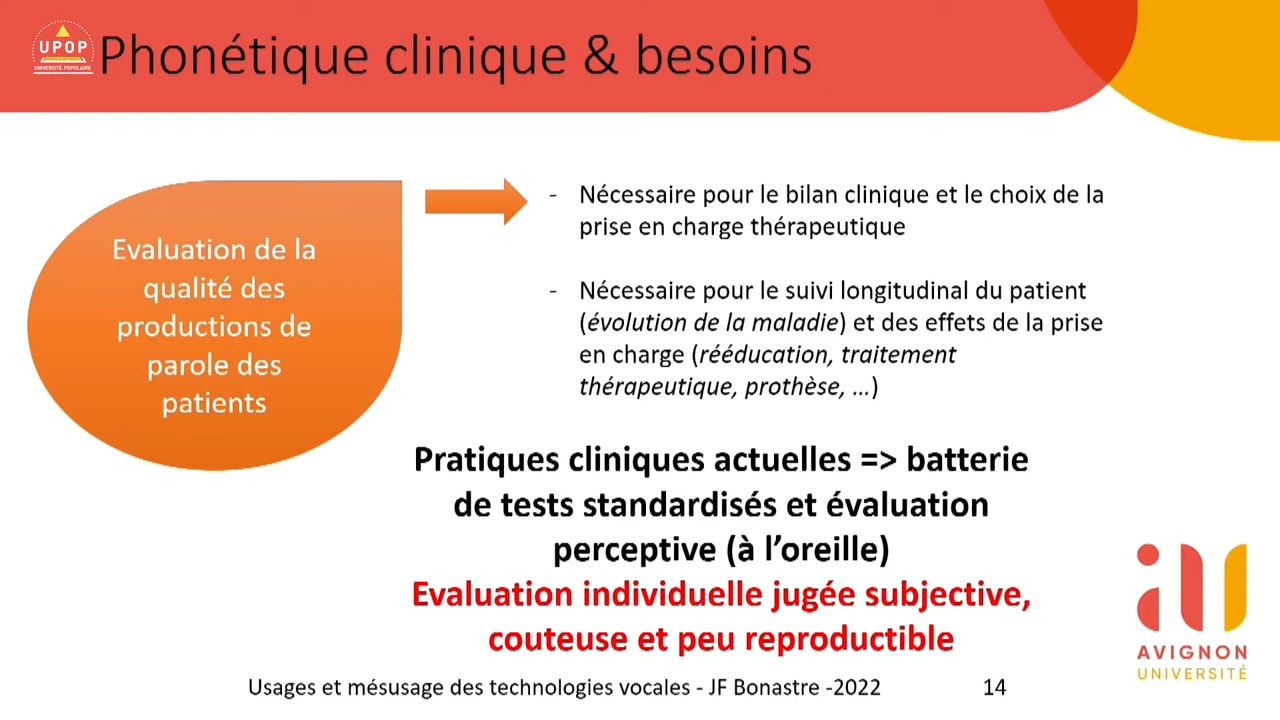 UPOP
UNIVERSITÉ POPULAIRE
Phonétique clinique & besoins
Evaluation de la
qualité des
productions de
parole des
patients
- Nécessaire pour le bilan clinique et le choix de la
prise en charge thérapeutique
- Nécessaire pour le suivi longitudinal du patient
(évolution de la maladie) et des effets de la prise
en charge (rééducation, traitement
thérapeutique, prothèse, ...)
Pratiques cliniques actuelles => batterie
de tests standardisés et évaluation
perceptive (à l’oreille)
Evaluation individuelle jugée subjective,
couteuse et peu reproductible
AVIGNON
UNIVERSITÉ
Usages et mésusage des technologies vocales - JF Bonastre -2022
14